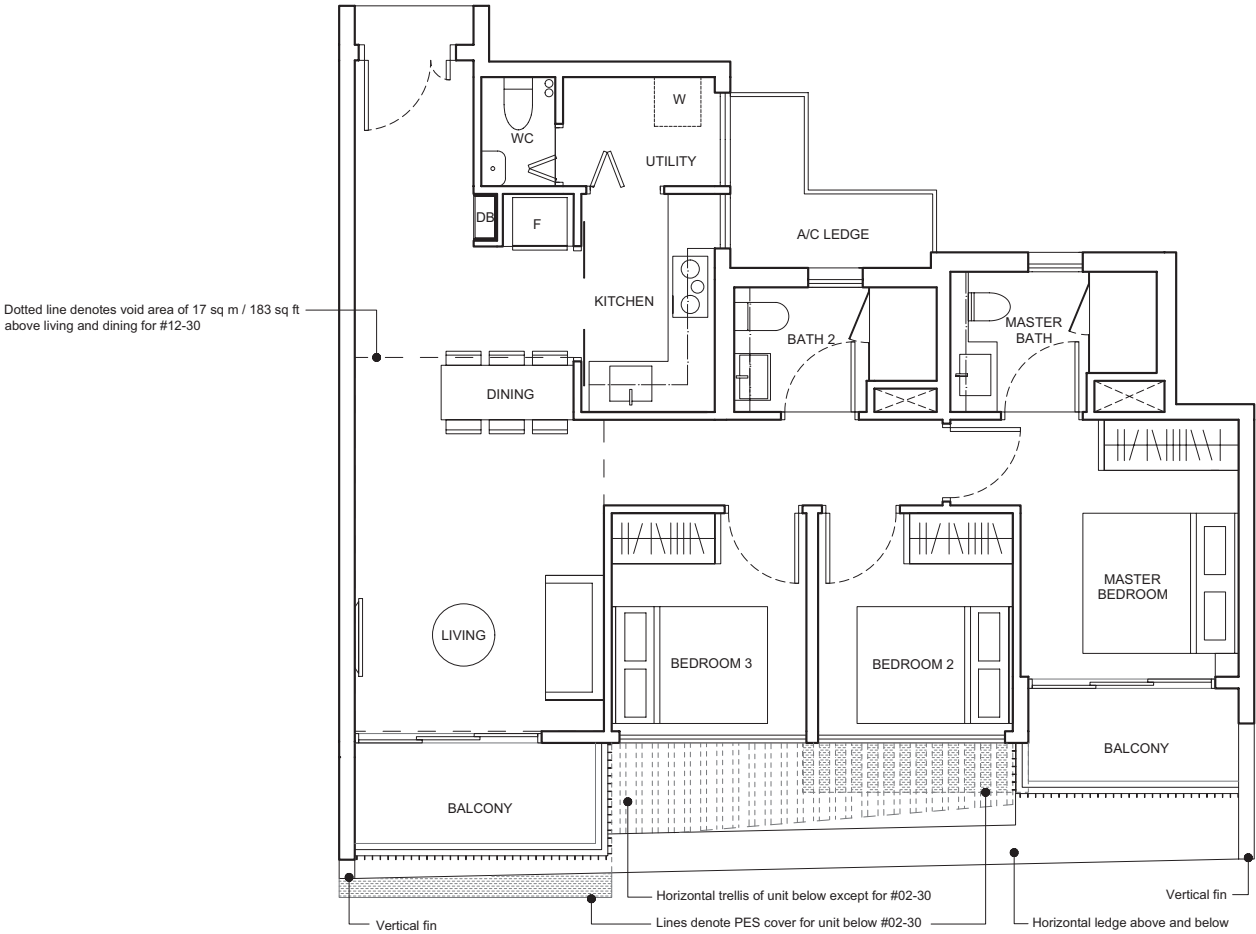 W
WC
UTILITY
DB
F
A/C LEDGE
KITCHEN
Dotted line denotes void area of 17 sq m / 183 sq ft
above living and dining for #12-30
BATH 2
MASTER
BATH
DINING
MASTER
BEDROOM
LIVING
BEDROOM 3
BEDROOM 2
BALCONY
BALCONY
Horizontal trellis of unit below except for #02-30
Vertical fin
Vertical fin
Lines denote PES cover for unit below #02-30
Horizontal ledge above and below